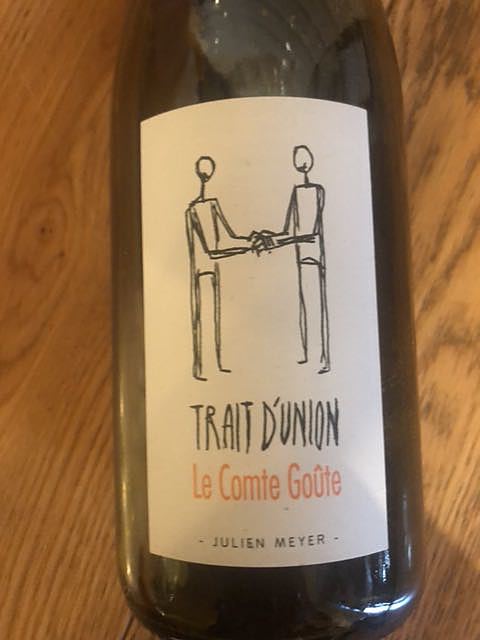 TRAIT D'UNION
Le Comte Goûte
- JULIEN MEYER -